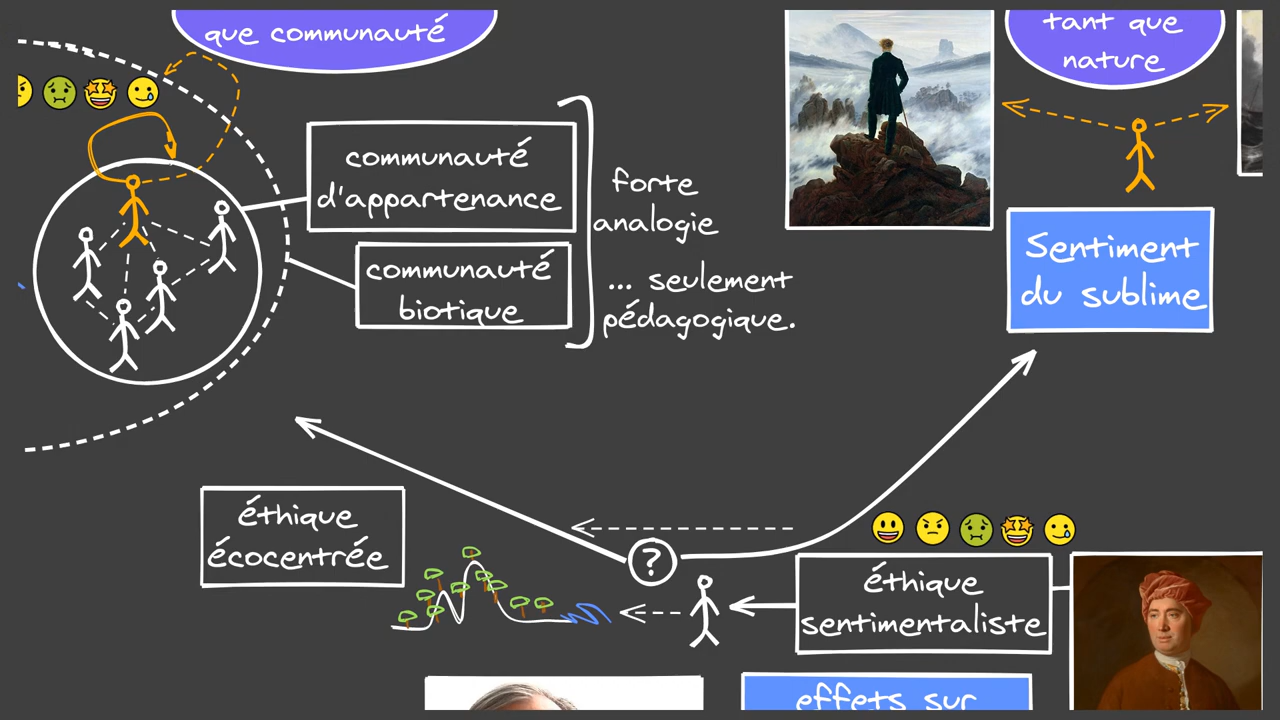 que communauté
tant que
nature
communauté
d'appartenance
communauté
biotique
forte
analogie
... seulement
pédagogique.
Sentiment
du sublime
éthique
écocentrée
?
éthique
sentimentaliste
effets sur